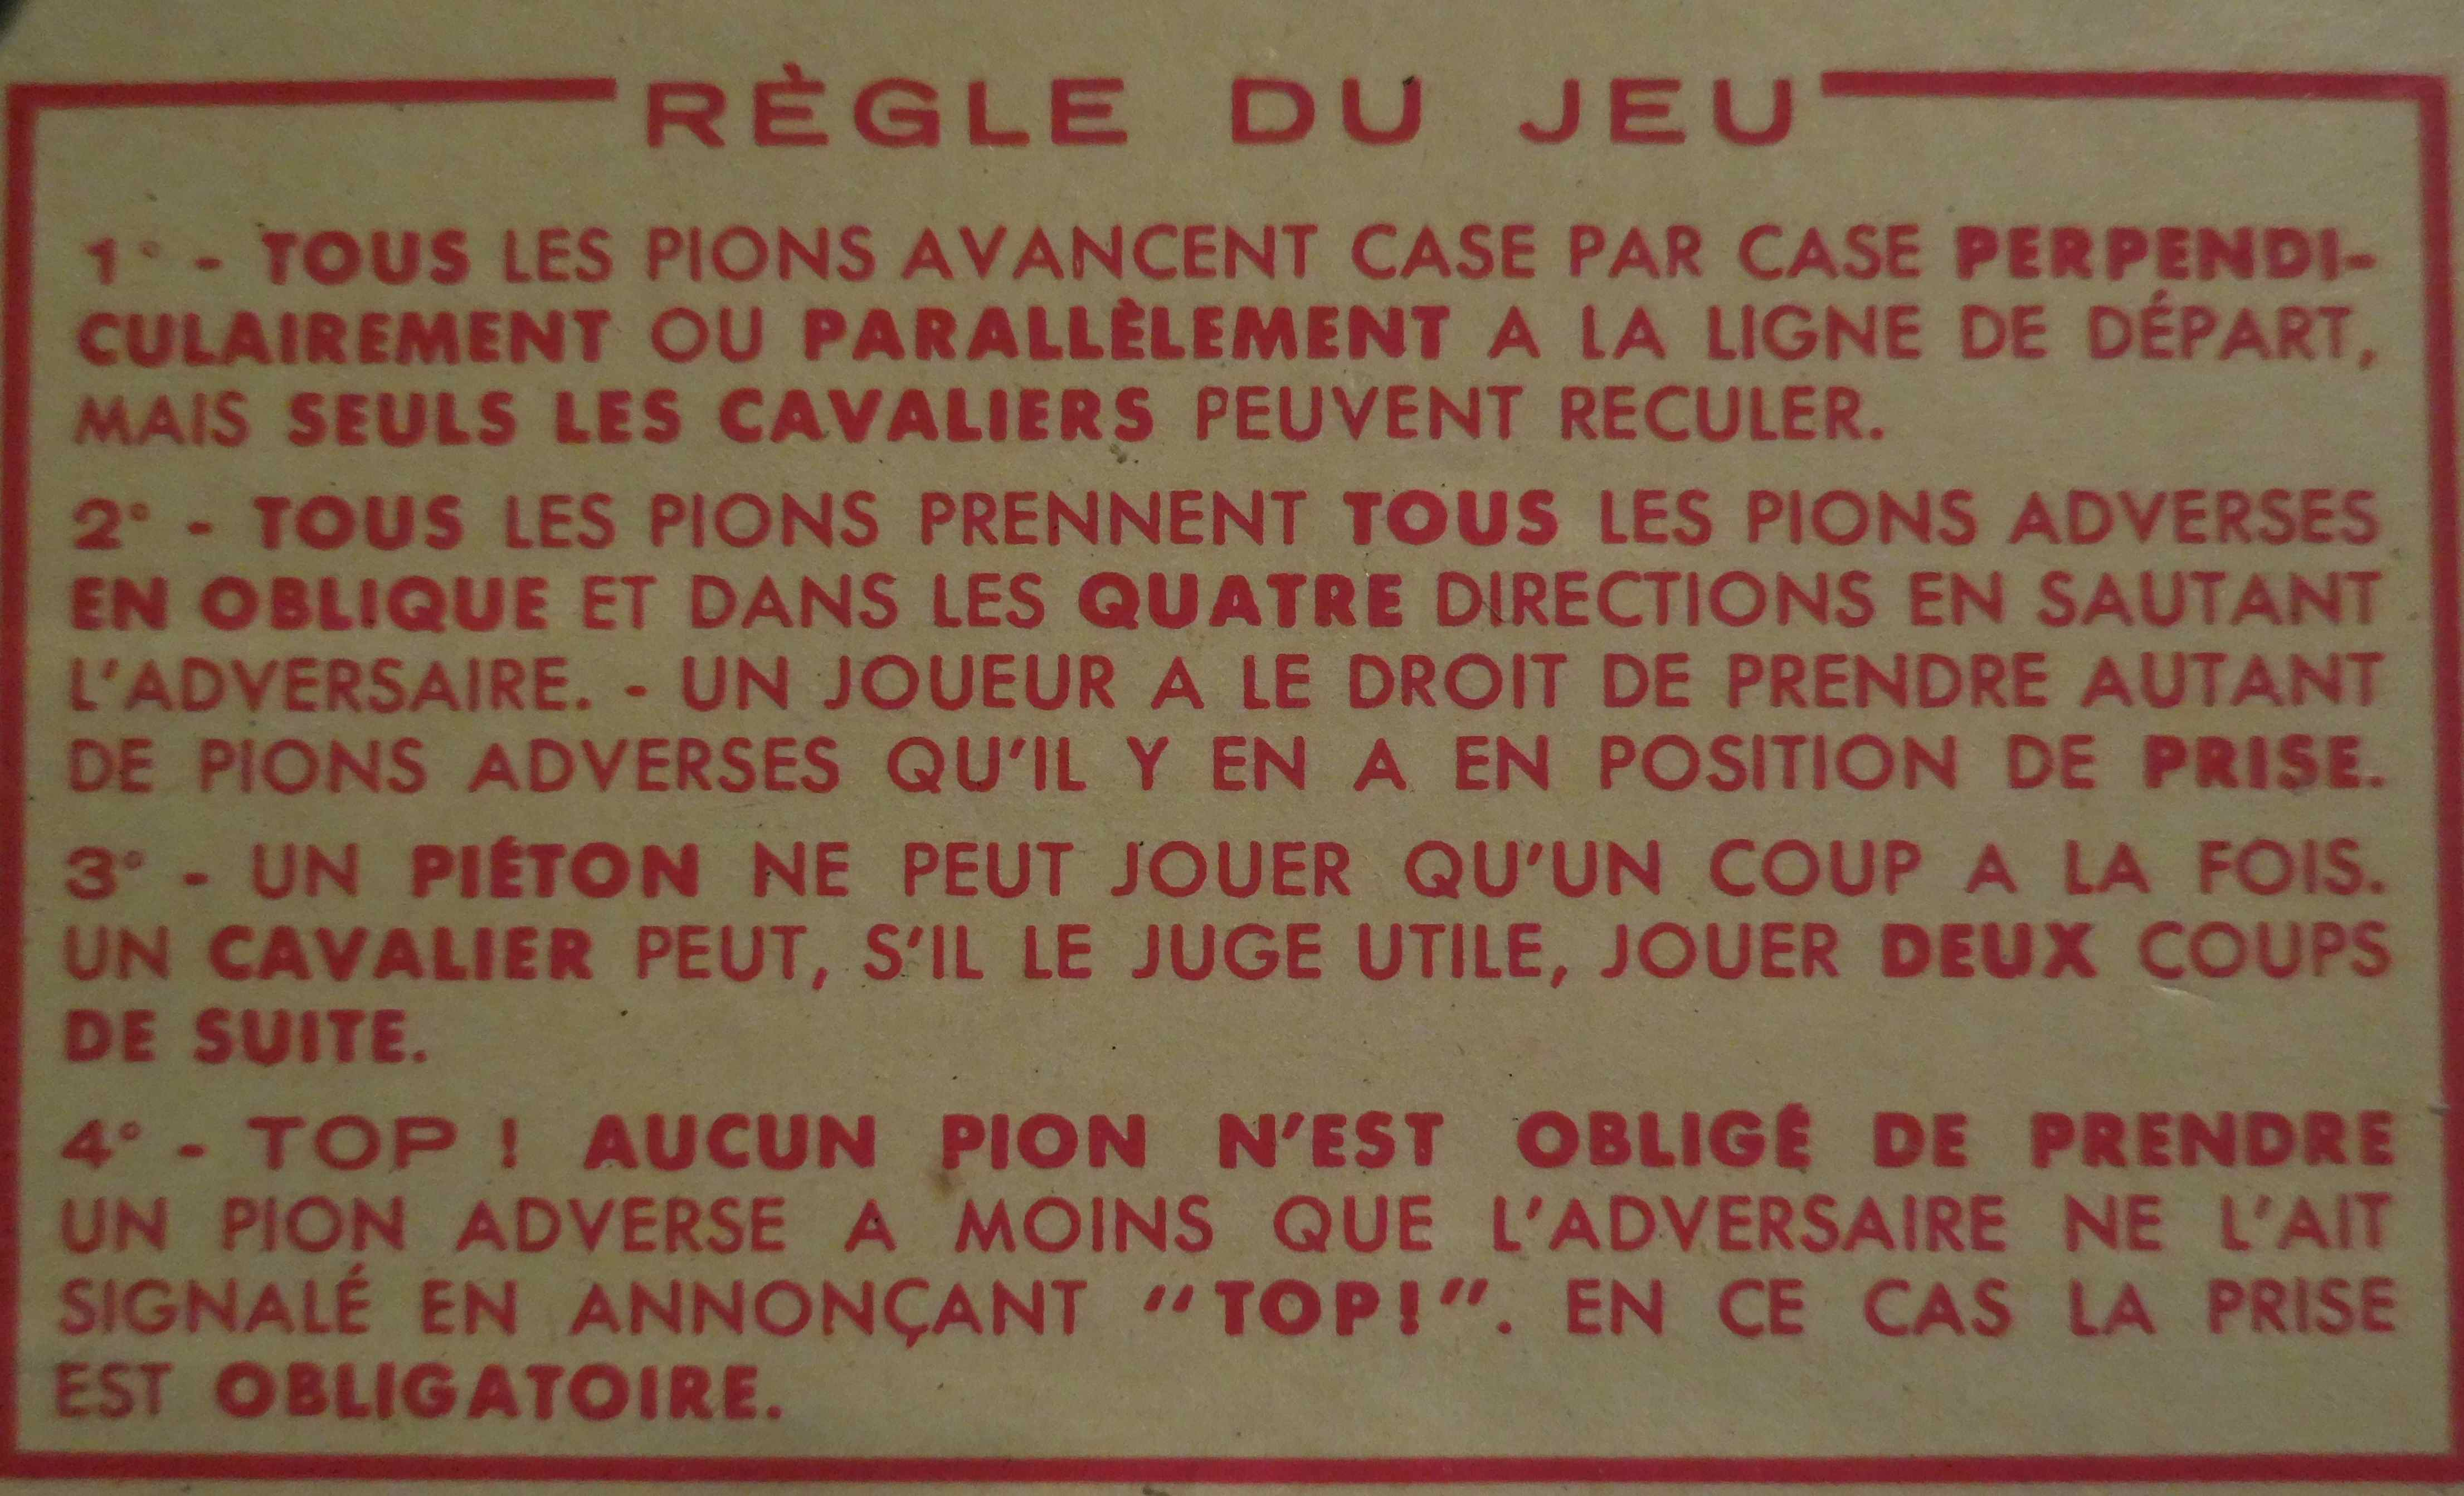 RÈGLE DU JEU
1° - TOUS LES PIONS AVANCENT CASE PAR CASE PERPENDI-
CULAIREMENT OU PARALLÈLEMENT A LA LIGNE DE DÉPART,
MAIS SEULS LES CAVALIERS PEUVENT RECULER.
2° - TOUS LES PIONS PRENNENT TOUS LES PIONS ADVERSES
EN OBLIQUE ET DANS LES QUATRE DIRECTIONS EN SAUTANT
L'ADVERSAIRE. - UN JOUEUR A LE DROIT DE PRENDRE AUTANT
DE PIONS ADVERSES QU'IL Y EN A EN POSITION DE PRISE.
3° - UN PIÉTON NE PEUT JOUER QU'UN COUP A LA FOIS.
UN CAVALIER PEUT, S'IL LE JUGE UTILE, JOUER DEUX COUPS
DE SUITE.
4° - TOP ! AUCUN PION N'EST OBLIGÉ DE PRENDRE
UN PION ADVERSE A MOINS QUE L'ADVERSAIRE NE L'AIT
SIGNALÉ EN ANNONÇANT "TOP!". EN CE CAS LA PRISE
EST OBLIGATOIRE.